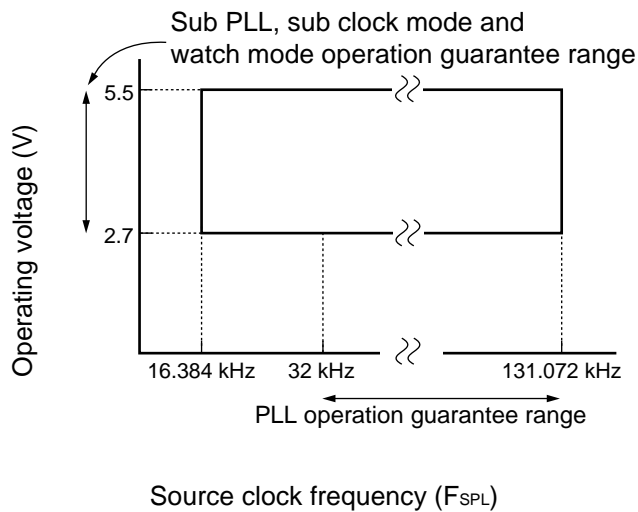 Sub PLL, sub clock mode and
watch mode operation guarantee range
5.5
Operating voltage (V)
2.7
16.384 kHz 32 kHz 131.072 kHz
PLL operation guarantee range
Source clock frequency (FSPL)